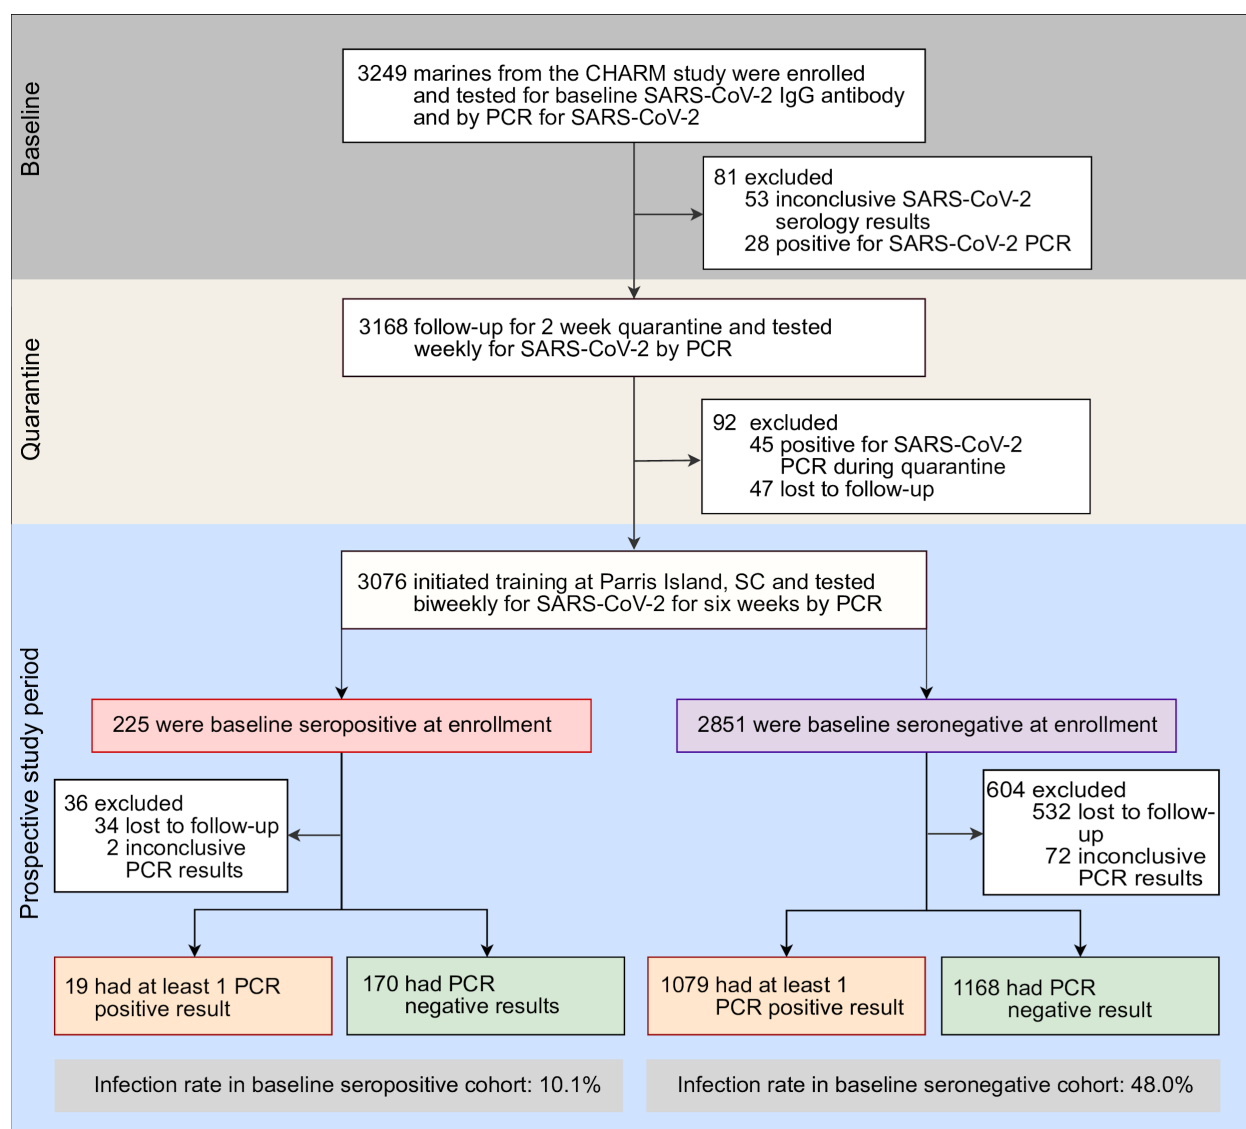 Baseline
3249 marines from the CHARM study were enrolled
and tested for baseline SARS-CoV-2 IgG antibody
and by PCR for SARS-CoV-2
81 excluded
53 inconclusive SARS-CoV-2
serology results
28 positive for SARS-CoV-2 PCR
Quarantine
3168 follow-up for 2 week quarantine and tested
weekly for SARS-CoV-2 by PCR
92 excluded
45 positive for SARS-CoV-2
PCR during quarantine
47 lost to follow-up
Prospective study period
3076 initiated training at Parris Island, SC and tested
biweekly for SARS-CoV-2 for six weeks by PCR
225 were baseline seropositive at enrollment
2851 were baseline seronegative at enrollment
36 excluded
34 lost to follow-up
2 inconclusive
PCR results
604 excluded
532 lost to follow-
up
72 inconclusive
PCR results
19 had at least 1 PCR
positive result
170 had PCR
negative results
1079 had at least 1
PCR positive result
1168 had PCR
negative result
Infection rate in baseline seropositive cohort: 10.1%
Infection rate in baseline seronegative cohort: 48.0%